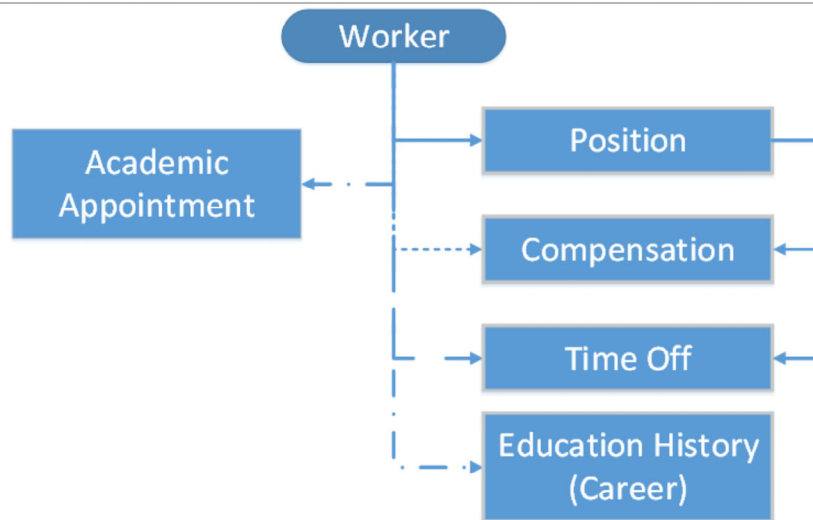 Worker
Academic
Appointment
Position
Compensation
Time Off
Education History
(Career)